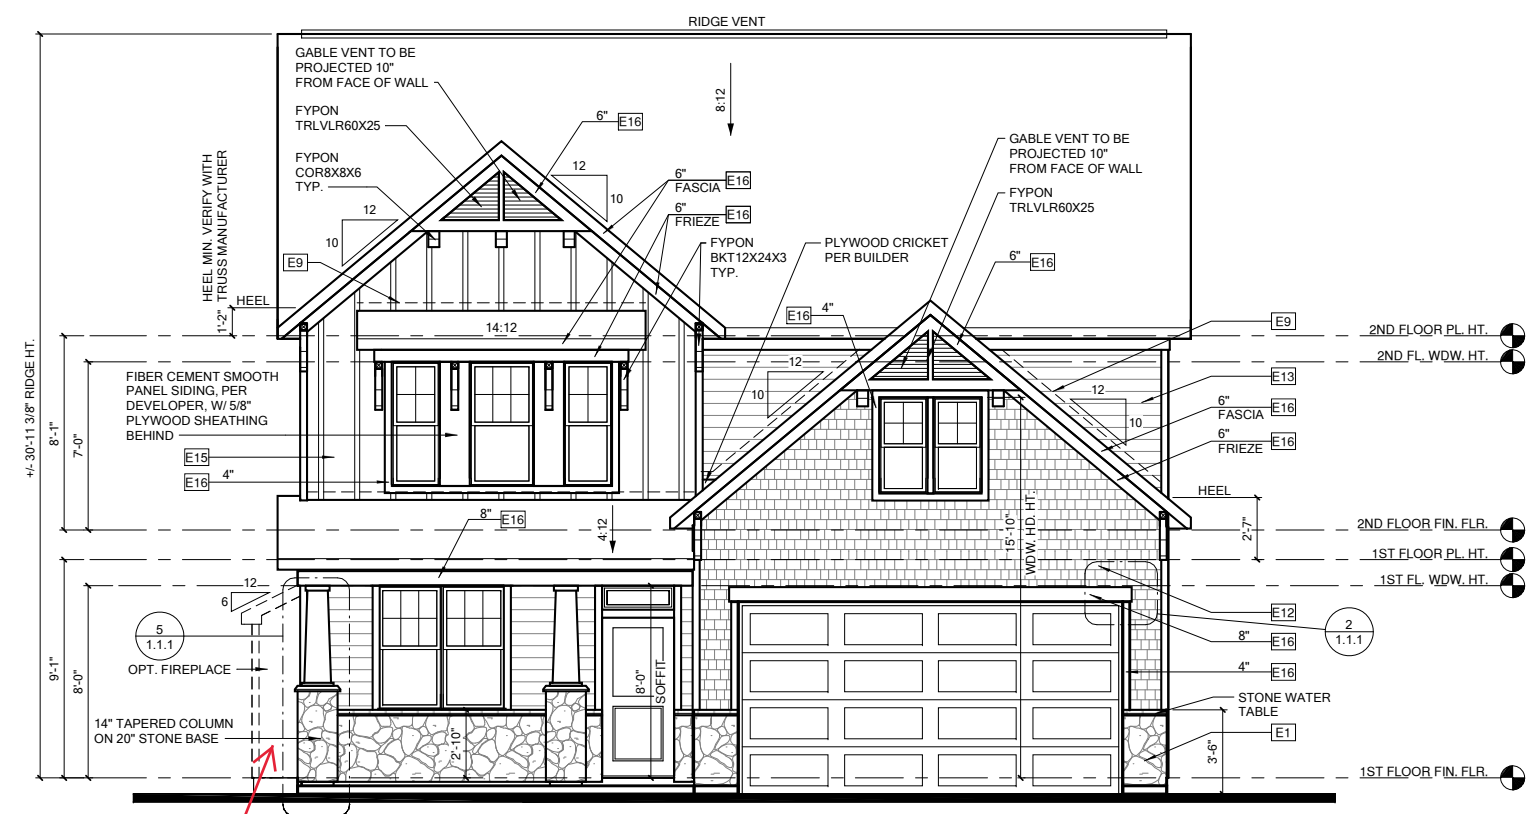 RIDGE VENT
GABLE VENT TO BE
PROJECTED 10"
FROM FACE OF WALL
FYPON
TRLVLR60X25
FYPON
COR8X8X6
TYP.
6" E16
8:12
12
10
12
10
6"
FASCIA E16
6"
FRIEZE E16
FYPON
BKT12X24X3
TYP.
PLYWOOD CRICKET
PER BUILDER
GABLE VENT TO BE
PROJECTED 10"
FROM FACE OF WALL
FYPON
TRLVLR60X25
6" E16
E16 4"
HEEL MIN. VERIFY WITH
TRUSS MANUFACTURER
HEEL
1'-2"
E9
14:12
+/- 30'-11 3/8" RIDGE HT.
8'-1"
7'-0"
FIBER CEMENT SMOOTH
PANEL SIDING, PER
DEVELOPER, W/ 5/8"
PLYWOOD SHEATHING
BEHIND
E15
E16 4"
12
10
12
10
E9
2ND FLOOR PL. HT.
2ND FL. WDW. HT.
E13
6"
FASCIA E16
6"
FRIEZE E16
HEEL
2'-7"
2ND FLOOR FIN. FLR.
1ST FLOOR PL. HT.
1ST FL. WDW. HT.
8" E16
4:12
15'-10"
WDW. HD. HT.
12
6
5
1.1.1
OPT. FIREPLACE
9'-1"
8'-0"
14" TAPERED COLUMN
ON 20" STONE BASE
2'-10"
8'-0"
SOFFIT
E12
8" E16
2
1.1.1
4" E16
STONE WATER
TABLE
E1
3'-6"
1ST FLOOR FIN. FLR.